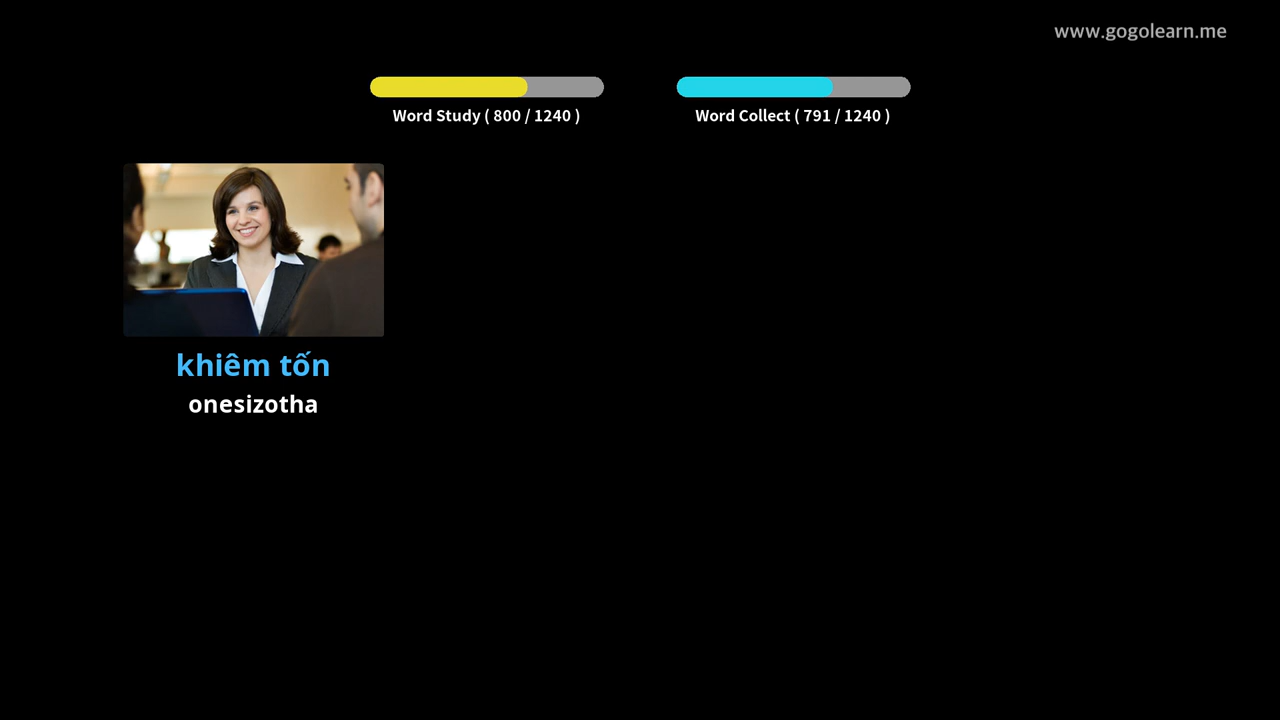 www.gogolearn.me
Word Study ( 800 / 1240 )
Word Collect ( 791 / 1240 )
khiêm tốn
onesizotha